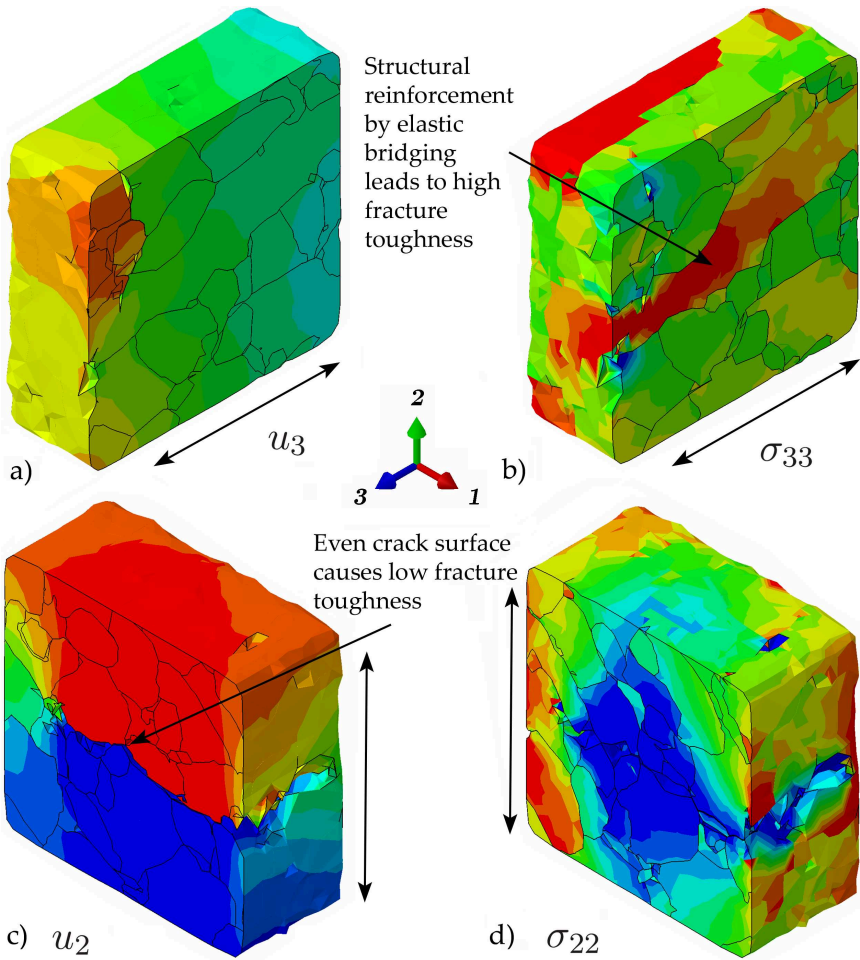 Structural
reinforcement
by elastic
bridging
leads to high
fracture
toughness
a)
u₃
b)
σ₃₃
2
3
1
Even crack surface
causes low fracture
toughness
c)
u₂
d)
σ₂₂